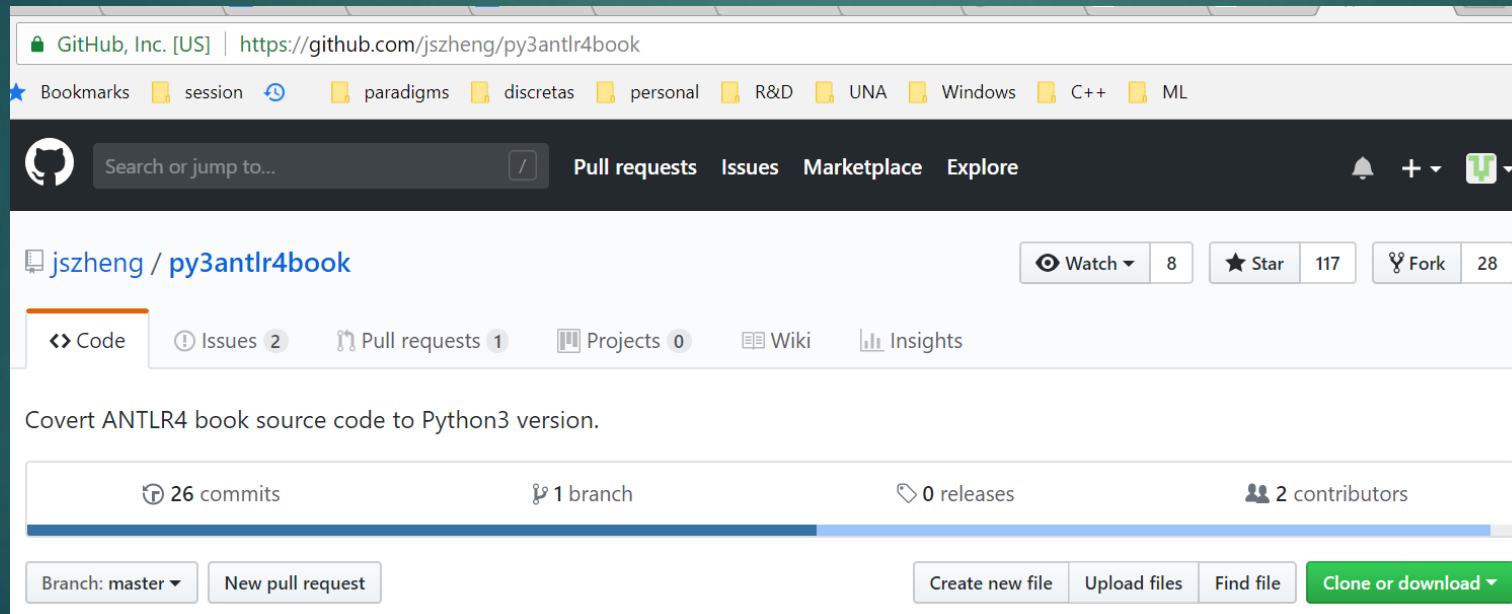 GitHub, Inc. [US] | https://github.com/jszheng/py3antlr4book
Bookmarks session paradigms discretas personal R&D UNA Windows C++ ML
Search or jump to... / Pull requests Issues Marketplace Explore
jszheng / py3antlr4book Watch 8 Star 117 Fork 28
Code Issues 2 Pull requests 1 Projects 0 Wiki Insights
Covert ANTLR4 book source code to Python3 version.
26 commits 1 branch 0 releases 2 contributors
Branch: master New pull request Create new file Upload files Find file Clone or download